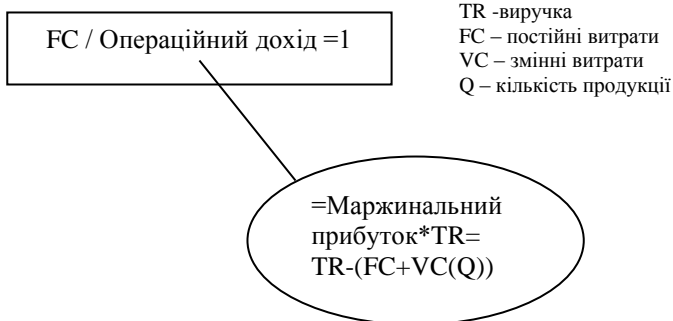 FC / Операційний дохід =1
TR -виручка
FC – постійні витрати
VC – змінні витрати
Q – кількість продукції
=Маржинальний
прибуток*TR=
TR-(FC+VC(Q))